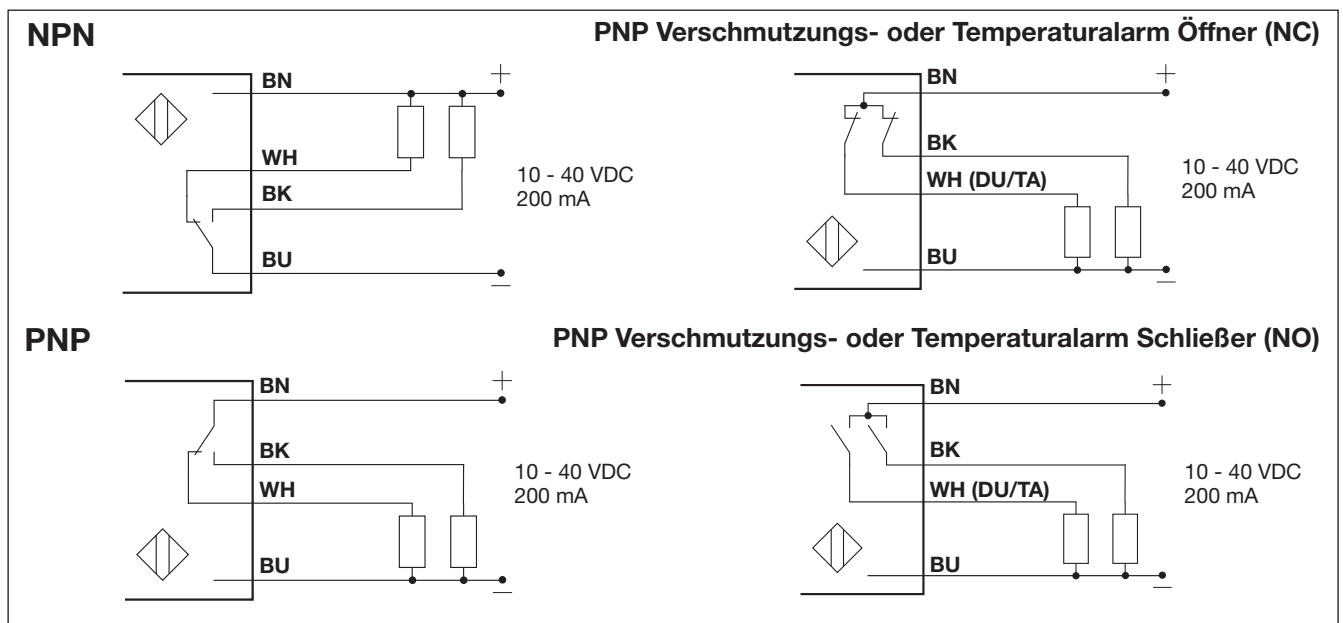 NPN
BN
+
WH
BK
10 - 40 VDC
200 mA
BU
–
PNP Verschmutzungs- oder Temperaturalarm Öffner (NC)
BN
+
BK
WH (DU/TA)
10 - 40 VDC
200 mA
BU
–
PNP
BN
+
BK
WH
10 - 40 VDC
200 mA
BU
–
PNP Verschmutzungs- oder Temperaturalarm Schließer (NO)
BN
+
BK
WH (DU/TA)
10 - 40 VDC
200 mA
BU
–